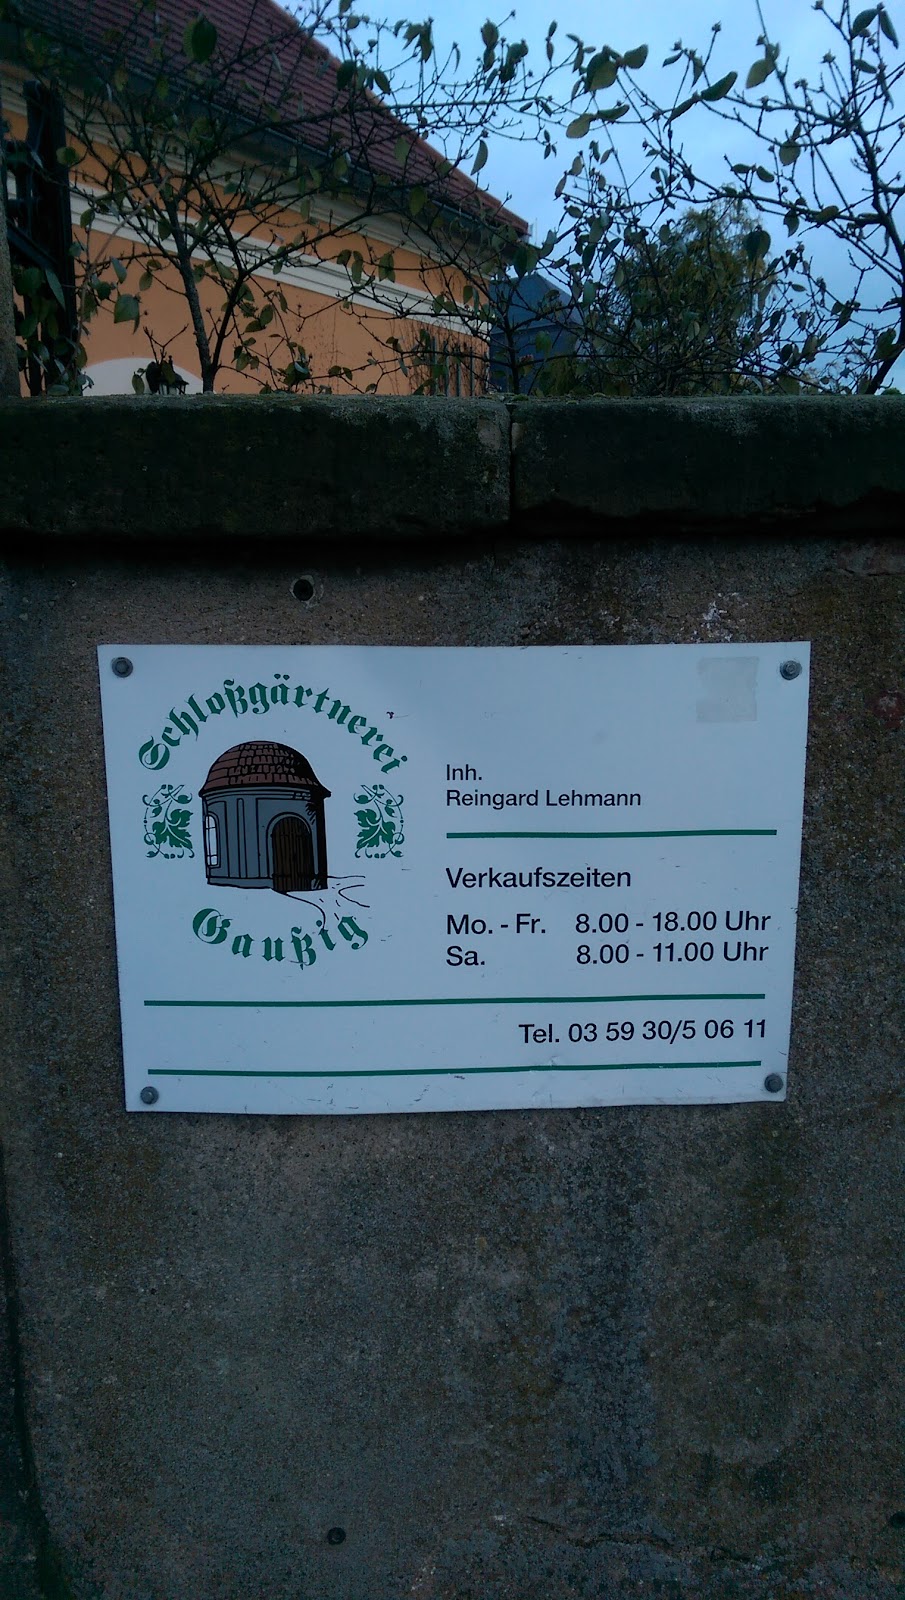 Schloßgärtnerei
Gaußig
Inh.
Reingard Lehmann
Verkaufszeiten
Mo. - Fr. 8.00 - 18.00 Uhr
Sa. 8.00 - 11.00 Uhr
Tel. 03 59 30/5 06 11